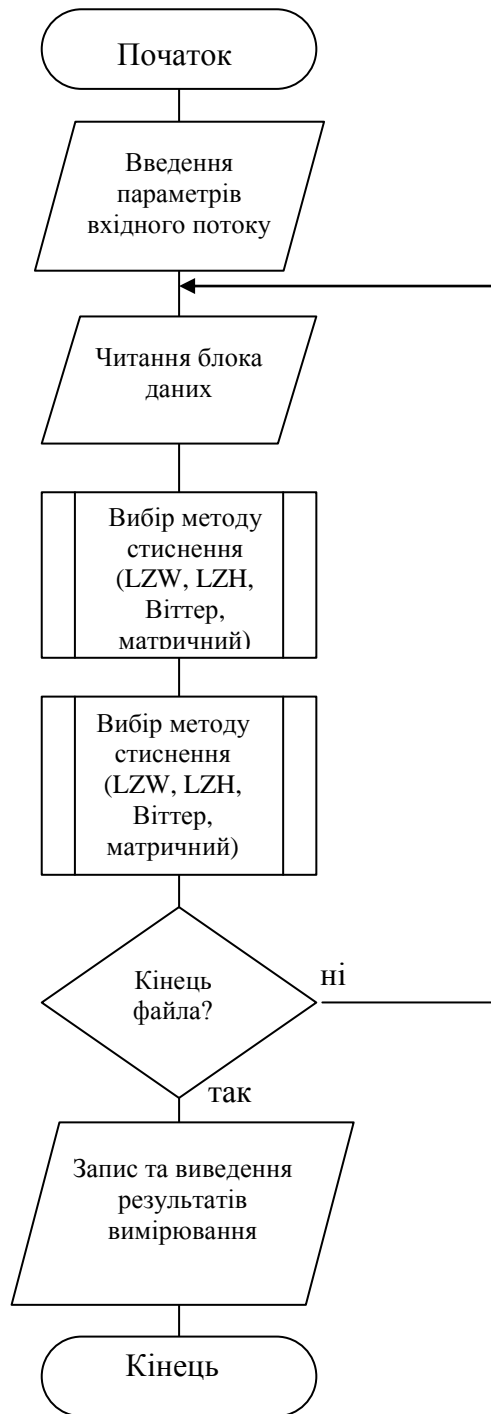 Початок
Введення
параметрів
вхідного потоку
Читання блока
даних
Вибір методу
стиснення
(LZW, LZH,
Віттер,
матричний)
Вибір методу
стиснення
(LZW, LZH,
Віттер,
матричний)
Кінець
файла?
ні
так
Запис та виведення
результатів
вимірювання
Кінець